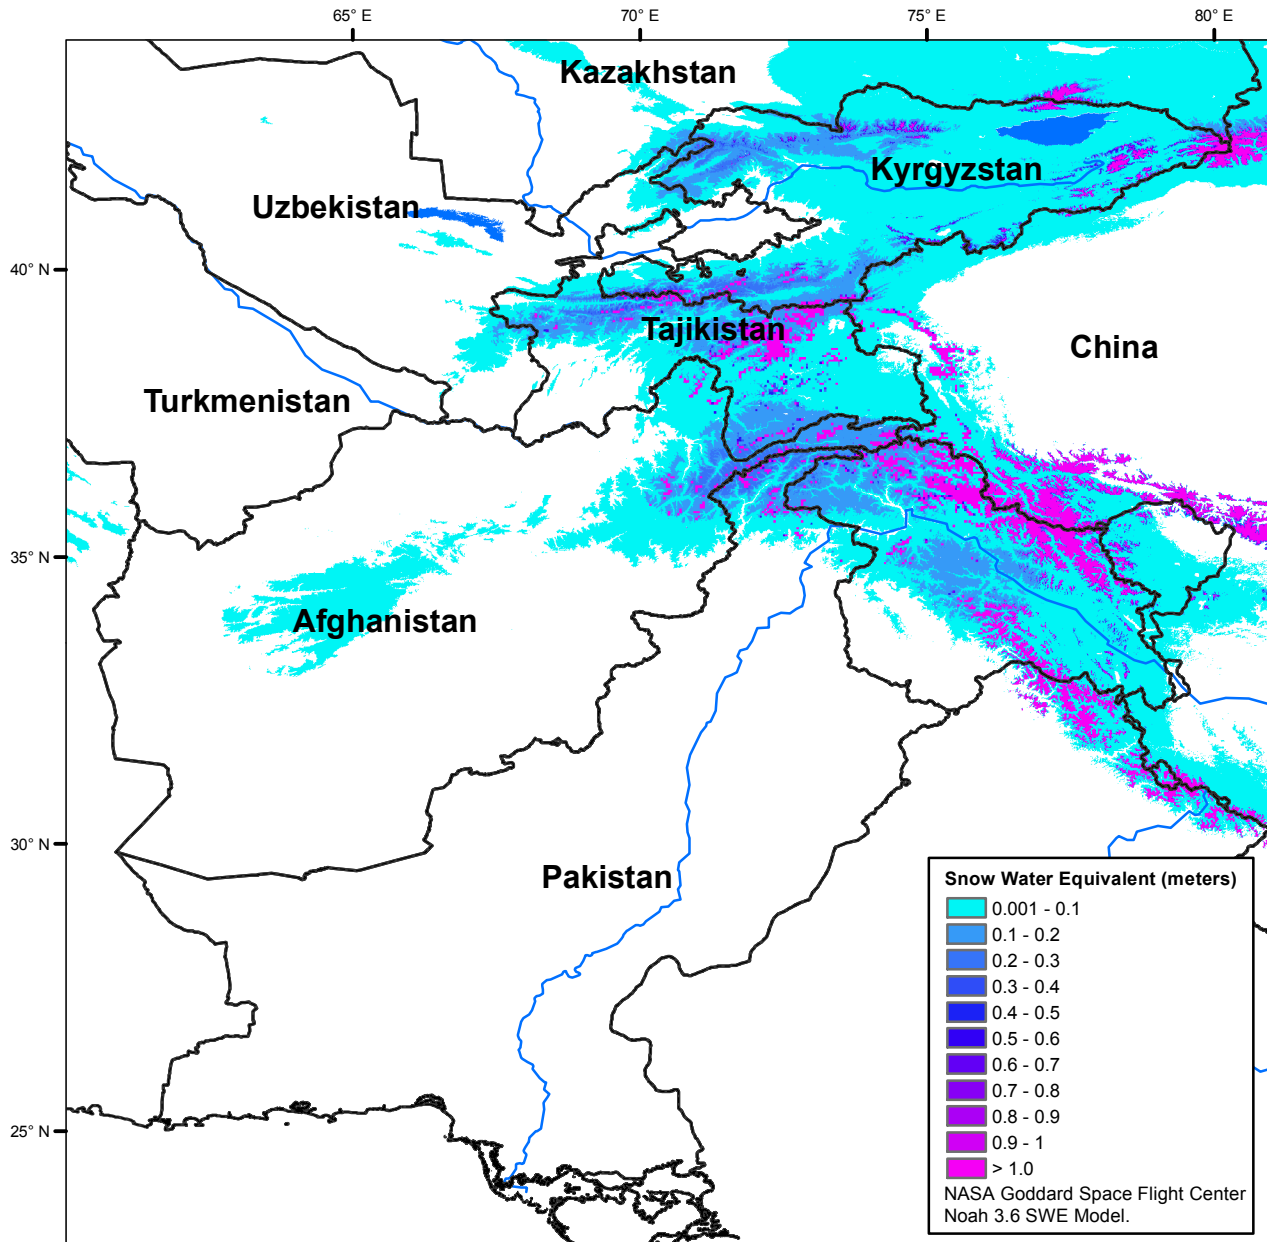 65° E
70° E
75° E
80° E
Kazakhstan
Kyrgyzstan
Uzbekistan
40° N
Tajikistan
China
Turkmenistan
35° N
Afghanistan
30° N
Pakistan
25° N
Snow Water Equivalent (meters)
0.001 - 0.1
0.1 - 0.2
0.2 - 0.3
0.3 - 0.4
0.4 - 0.5
0.5 - 0.6
0.6 - 0.7
0.7 - 0.8
0.8 - 0.9
0.9 - 1
> 1.0
NASA Goddard Space Flight Center
Noah 3.6 SWE Model.